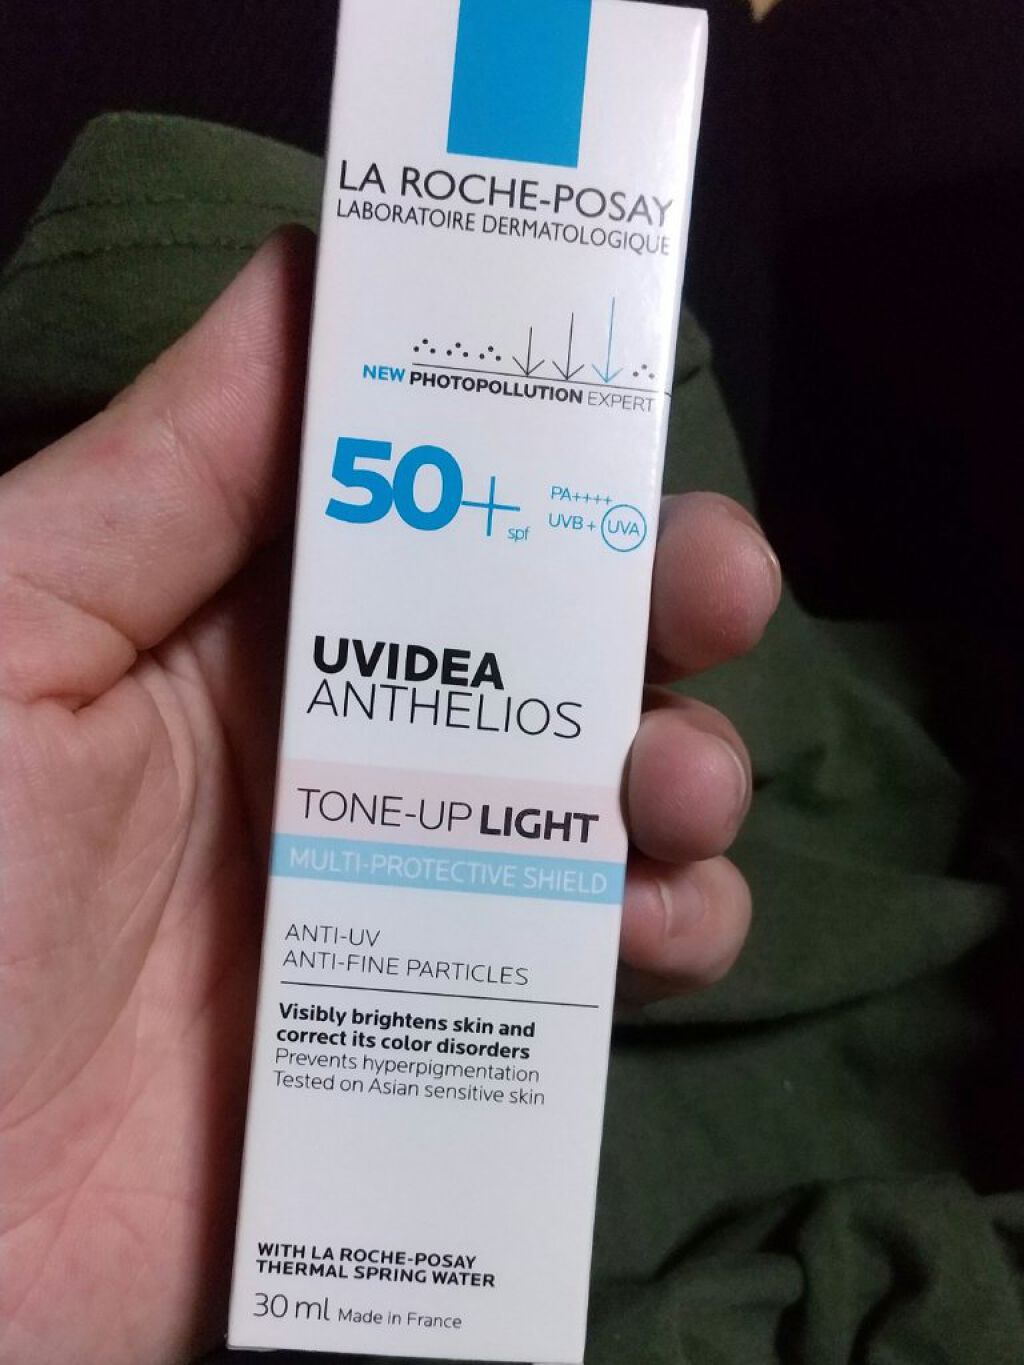 LA ROCHE-POSAY
LABORATOIRE DERMATOLOGIQUE
NEW PHOTOPOLLUTION EXPERT
50+ spf
PA++++
UVB + UVA
UVIDEA
ANTHELIOS
TONE-UP LIGHT
MULTI-PROTECTIVE SHIELD
ANTI-UV
ANTI-FINE PARTICLES
Visibly brightens skin and
correct its color disorders
Prevents hyperpigmentation
Tested on Asian sensitive skin
WITH LA ROCHE-POSAY
THERMAL SPRING WATER
30 ml Made in France